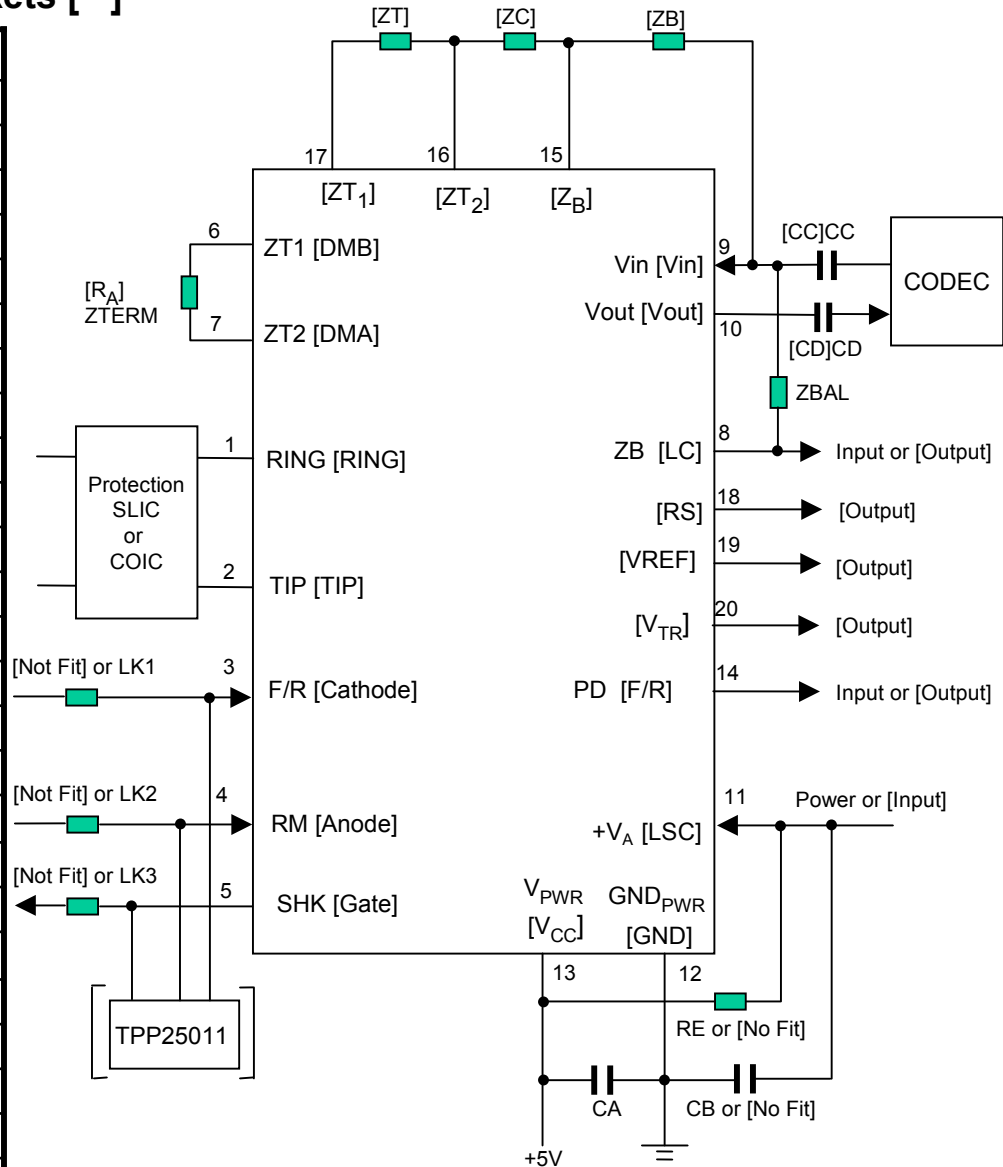 [ZT]
[ZC]
[ZB]
17
16
15
[ZT1]
[ZT2]
[ZB]
6
ZT1 [DMB]
[RA]
ZTERM
7
ZT2 [DMA]
9
Vin [Vin]
[CC]CC
CODEC
Vout [Vout]
10
[CD]CD
ZBAL
8
ZB [LC]
Input or [Output]
1
RING [RING]
Protection
SLIC
or
COIC
18
[RS]
[Output]
19
[VREF]
[Output]
2
TIP [TIP]
20
[VTR]
[Output]
[Not Fit] or LK1
3
F/R [Cathode]
14
PD [F/R]
Input or [Output]
[Not Fit] or LK2
4
RM [Anode]
11
Power or [Input]
+VA [LSC]
[Not Fit] or LK3
5
SHK [Gate]
VPWR
[VCC]
GNDPWR
[GND]
13
12
[TPP25011]
RE or [No Fit]
CA
CB or [No Fit]
+5V